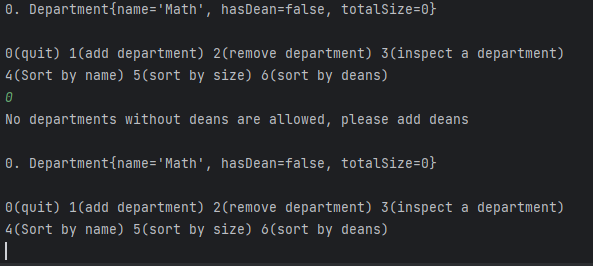 0. Department{name='Math', hasDean=false, totalSize=0}
0(quit) 1(add department) 2(remove department) 3(inspect a department)
4(Sort by name) 5(sort by size) 6(sort by deans)
0
No departments without deans are allowed, please add deans
0. Department{name='Math', hasDean=false, totalSize=0}
0(quit) 1(add department) 2(remove department) 3(inspect a department)
4(Sort by name) 5(sort by size) 6(sort by deans)